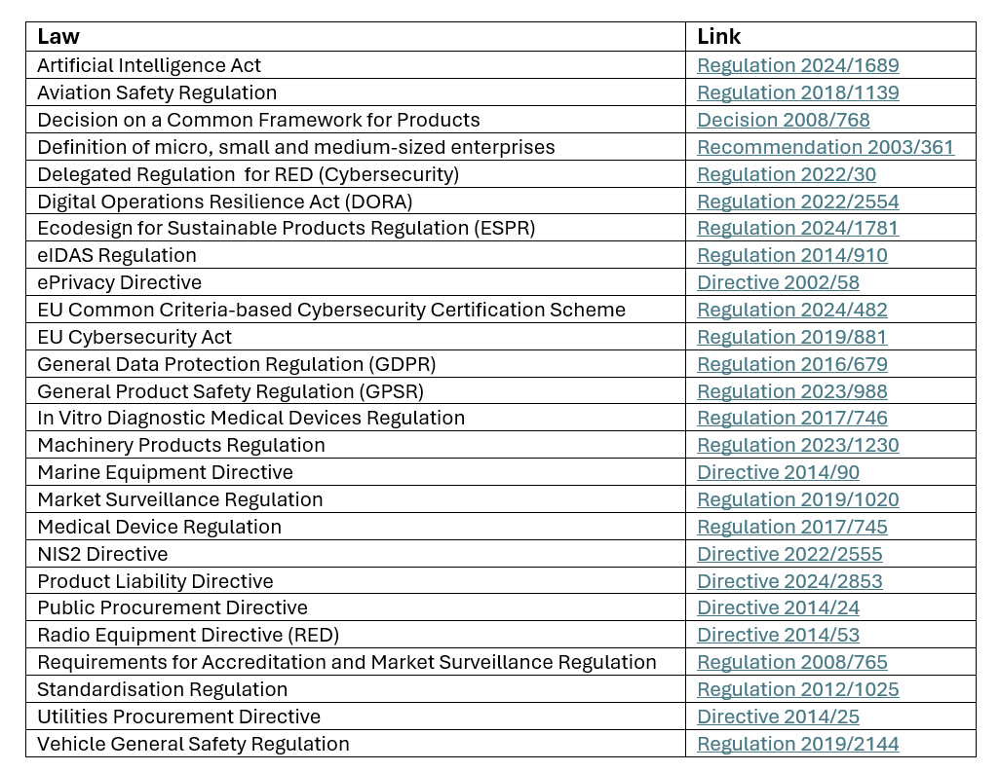 Law Link
Artificial Intelligence Act Regulation 2024/1689
Aviation Safety Regulation Regulation 2018/1139
Decision on a Common Framework for Products Decision 2008/768
Definition of micro, small and medium-sized enterprises Recommendation 2003/361
Delegated Regulation  for RED (Cybersecurity) Regulation 2022/30
Digital Operations Resilience Act (DORA) Regulation 2022/2554
Ecodesign for Sustainable Products Regulation (ESPR) Regulation 2024/1781
eIDAS Regulation Regulation 2014/910
ePrivacy Directive Directive 2002/58
EU Common Criteria-based Cybersecurity Certification Scheme Regulation 2024/482
EU Cybersecurity Act Regulation 2019/881
General Data Protection Regulation (GDPR) Regulation 2016/679
General Product Safety Regulation (GPSR) Regulation 2023/988
In Vitro Diagnostic Medical Devices Regulation Regulation 2017/746
Machinery Products Regulation Regulation 2023/1230
Marine Equipment Directive Directive 2014/90
Market Surveillance Regulation Regulation 2019/1020
Medical Device Regulation Regulation 2017/745
NIS2 Directive Directive 2022/2555
Product Liability Directive Directive 2024/2853
Public Procurement Directive Directive 2014/24
Radio Equipment Directive (RED) Directive 2014/53
Requirements for Accreditation and Market Surveillance Regulation Regulation 2008/765
Standardisation Regulation Regulation 2012/1025
Utilities Procurement Directive Directive 2014/25
Vehicle General Safety Regulation Regulation 2019/2144